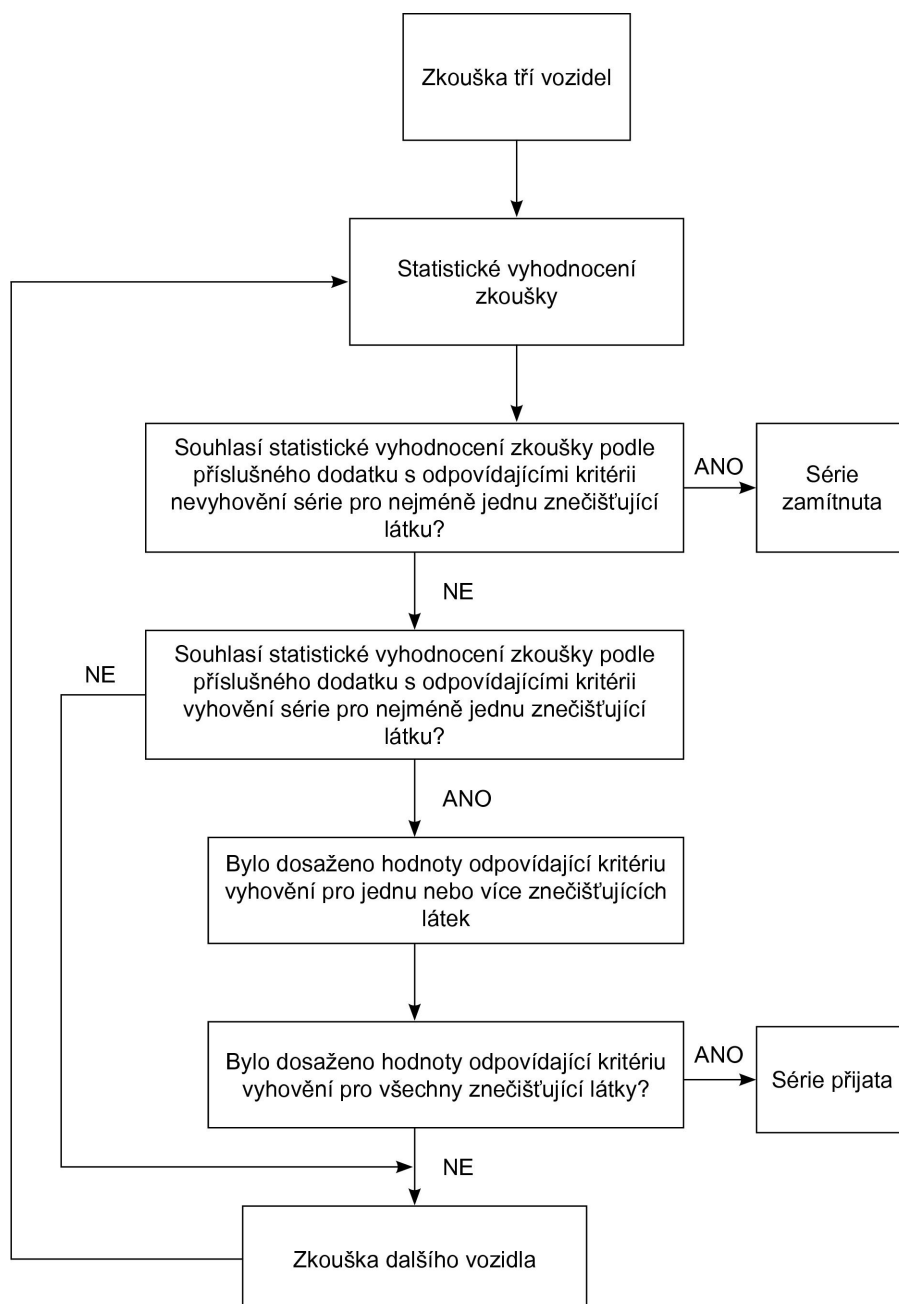 Zkouška tří vozidel
Statistické vyhodnocení
zkoušky
Souhlasí statistické vyhodnocení zkoušky podle
příslušného dodatku s odpovídajícími kritérii
nevyhovění série pro nejméně jednu znečišťující
látku?
ANO
Série
zamítnuta
NE
Souhlasí statistické vyhodnocení zkoušky podle
příslušného dodatku s odpovídajícími kritérii
vyhovění série pro nejméně jednu znečišťující
látku?
NE
ANO
Bylo dosaženo hodnoty odpovídající kritériu
vyhovění pro jednu nebo více znečišťujících
látek
Bylo dosaženo hodnoty odpovídající kritériu
vyhovění pro všechny znečišťující látky?
ANO
Série přijata
NE
Zkouška dalšího vozidla